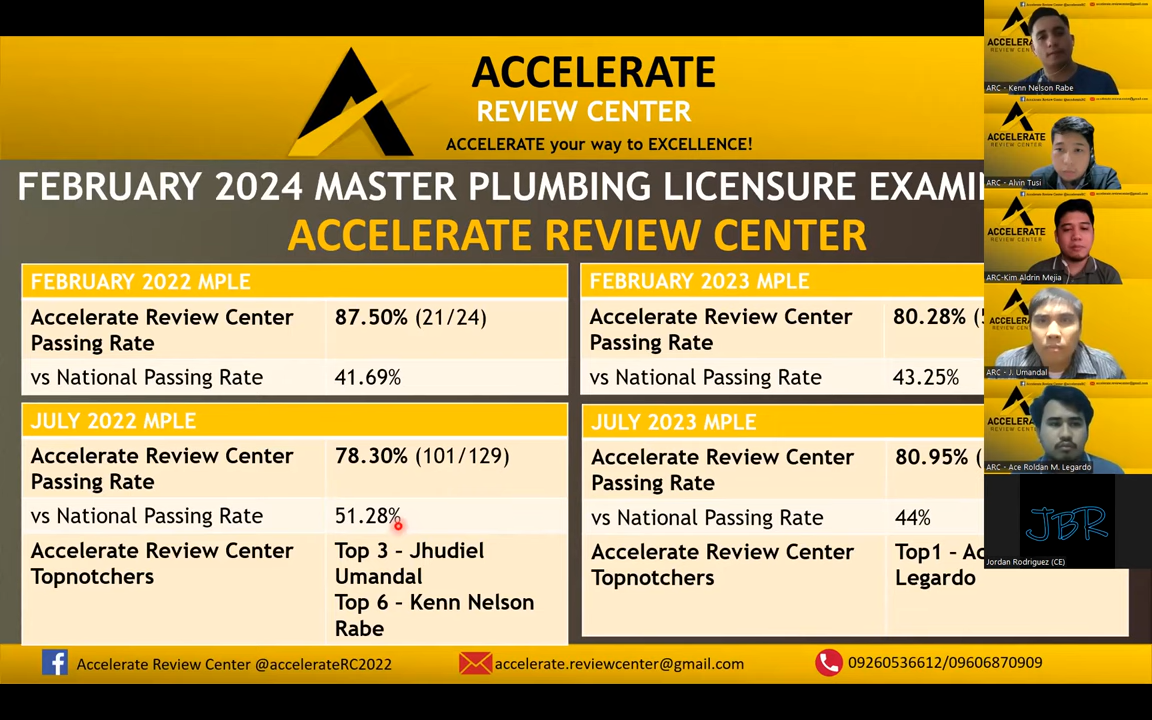 ACCELERATE
REVIEW CENTER
ACCELERATE your way to EXCELLENCE!
FEBRUARY 2024 MASTER PLUMBING LICENSURE
ACCELERATE REVIEW CENTER
FEBRUARY 2022 MPLE
Accelerate Review Center 87.50% (21/24)
Passing Rate
vs National Passing Rate 41.69%
JULY 2022 MPLE
Accelerate Review Center 78.30% (101/129)
Passing Rate
vs National Passing Rate 51.28%
Accelerate Review Center Top 3 - Jhudiel
Topnotchers Umandal
Top 6 - Kenn Nelson
Rabe
FEBRUARY 2023 MPLE
Accelerate Review Center 80.28%
Passing Rate
vs National Passing Rate 43.25%
JULY 2023 MPLE
Accelerate Review Center 80.95%
Passing Rate
vs National Passing Rate 44%
Accelerate Review Center Top1 -
Topnotchers Legardo
Accelerate Review Center @accelerateRC2022
accelerate.reviewcenter@gmail.com
09260536612/09606870909
ARC - Kenn Nelson Rabe
ACCELERATE
REVIEW CENTER
ARC - Alvin Tusi
ARC-Kim Aldrin Mejia
ARC - J. Umandal
ARC - Ace Roldan M. Legardo
JBR
Jordan Rodriguez (CE)